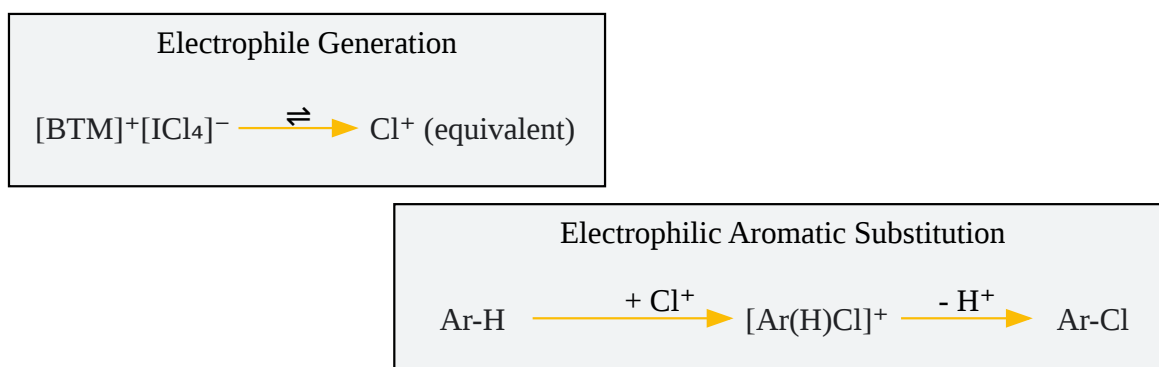 Electrophile Generation
[BTM]⁺[ICl₄]⁻ ⇌ Cl⁺ (equivalent)
Electrophilic Aromatic Substitution
Ar-H + Cl⁺ [Ar(H)Cl]⁺ - H⁺ Ar-Cl